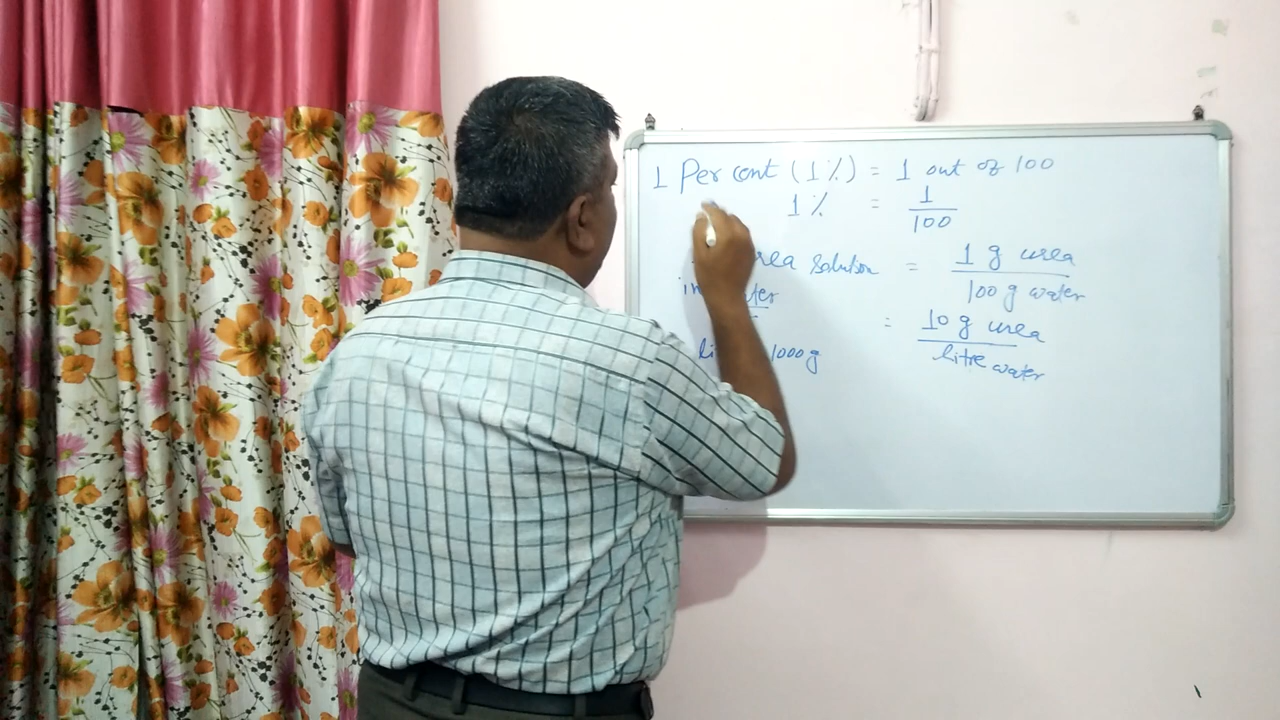 1 Per cent (1%) = 1 out of 100
1% = 1/100
solution = 1 g urea / 100 g water
in
= 10 g urea / litre water
1000 g